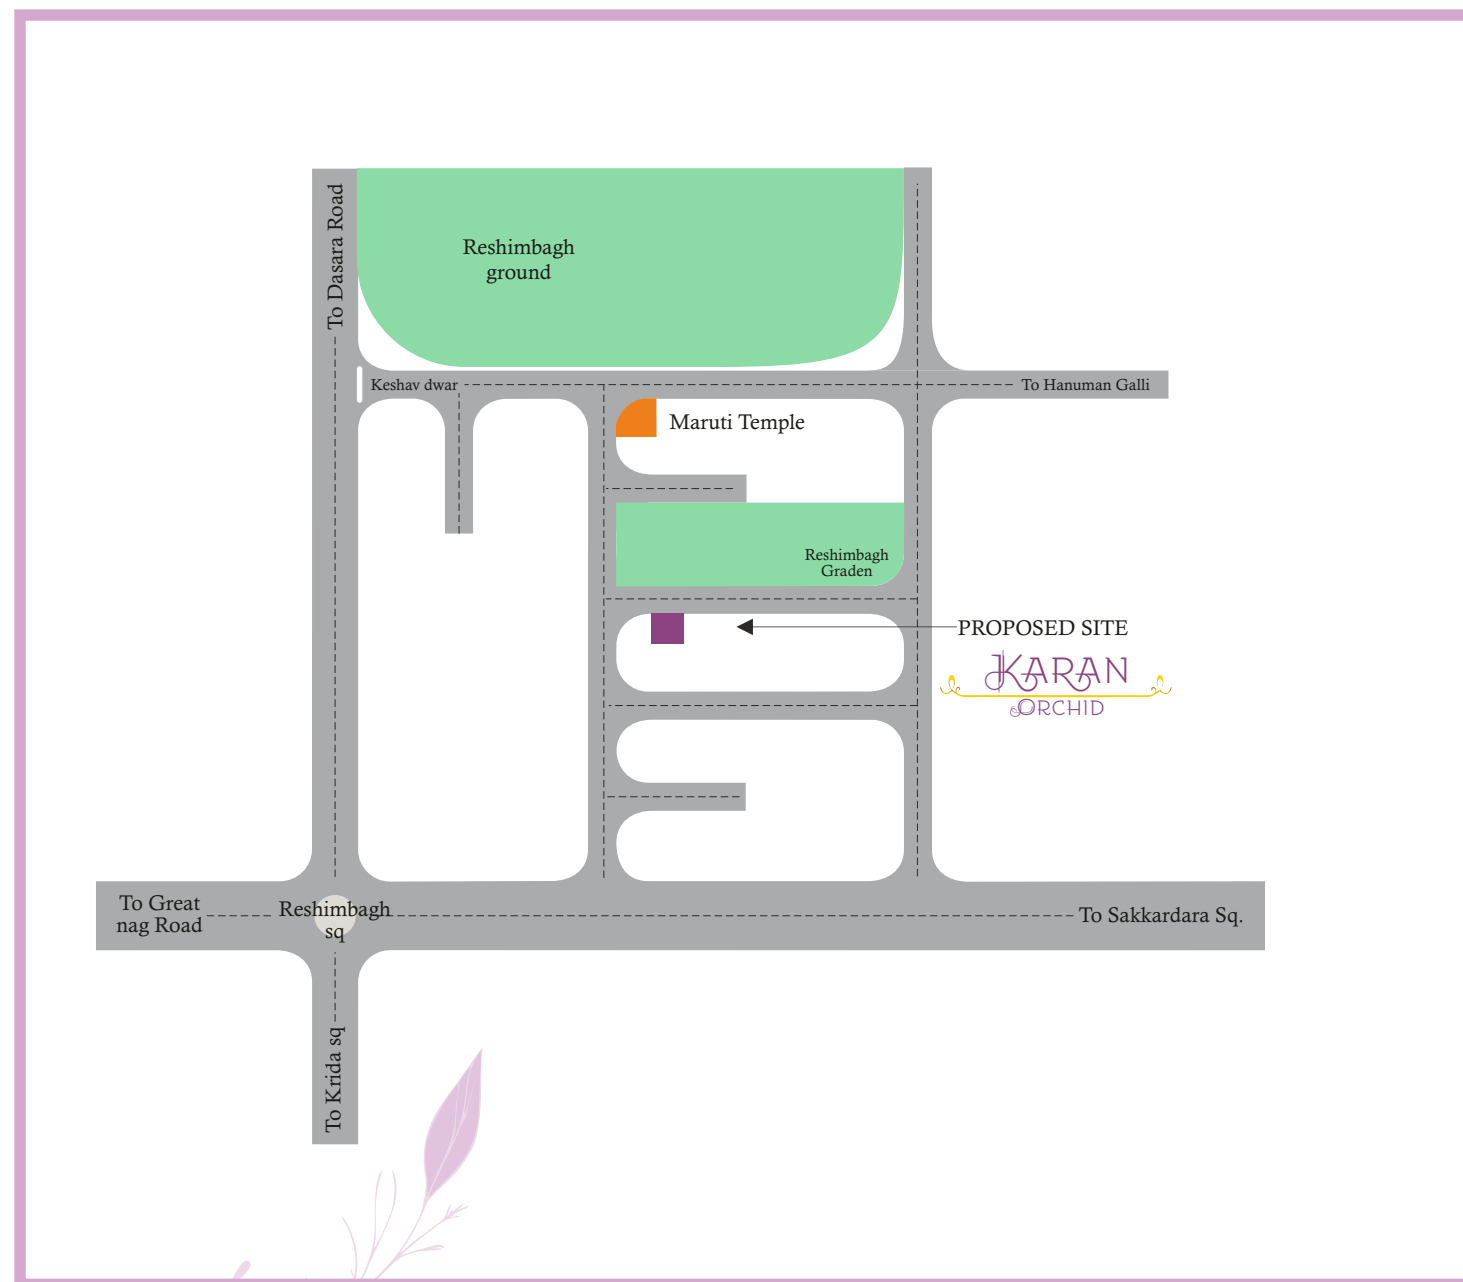 To Dasara Road
Reshimbagh
ground
Keshav dwar
To Hanuman Galli
Maruti Temple
Reshimbagh
Graden
PROPOSED SITE
KARAN
ORCHID
To Great
nag Road
Reshimbagh
sq
To Sakkardara Sq.
To Krida sq